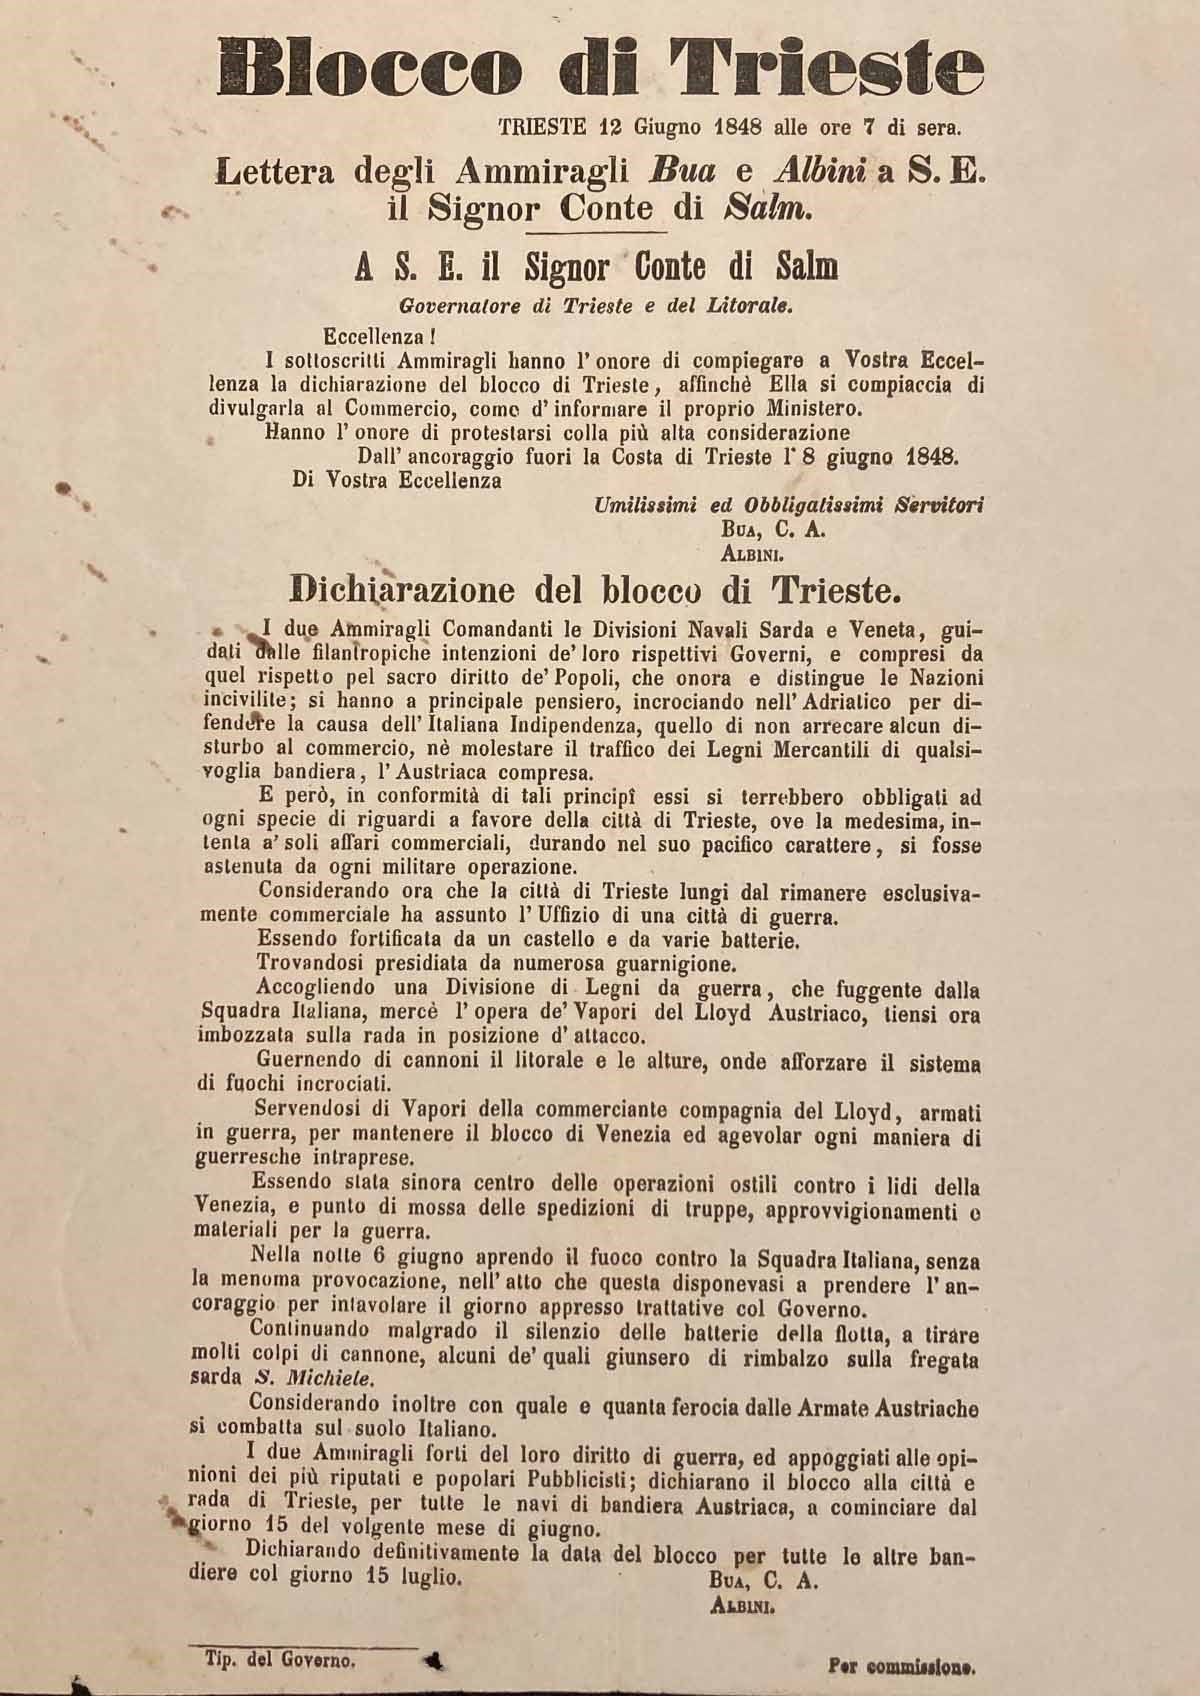 Blocco di Trieste
TRIESTE 12 Giugno 1848 alle ore 7 di sera.
Lettera degli Ammiragli Bua e Albini a S. E.
il Signor Conte di Salm.
A S. E. il Signor Conte di Salm
Governatore di Trieste e del Litorale.
Eccellenza !
I sottoscritti Ammiragli hanno l' onore di compiegare a Vostra Eccel-
lenza la dichiarazione del blocco di Trieste, affinchè Ella si compiaccia di
divulgarla al Commercio, come d' informare il proprio Ministero.
Hanno l' onore di protestarsi colla più alta considerazione
Dall' ancoraggio fuori la Costa di Trieste l' 8 giugno 1848.
Di Vostra Eccellenza
Umilissimi ed Obbligatissimi Servitori
BUA, C. A.
ALBINI.
Dichiarazione del blocco di Trieste.
I due Ammiragli Comandanti le Divisioni Navali Sarda e Veneta, gui-
dati dalle filantropiche intenzioni de' loro rispettivi Governi, e compresi da
quel rispetto pel sacro diritto de' Popoli, che onora e distingue le Nazioni
incivilite; si hanno a principale pensiero, incrociando nell' Adriatico per di-
fendere la causa dell' Italiana Indipendenza, quello di non arrecare alcun di-
sturbo al commercio, nè molestare il traffico dei Legni Mercantili di qualsi-
voglia bandiera, l' Austriaca compresa.
E però, in conformità di tali principî essi si terrebbero obbligati ad
ogni specie di riguardi a favore della città di Trieste, ove la medesima, in-
tenta a' soli affari commerciali, durando nel suo pacifico carattere, si fosse
astenuta da ogni militare operazione.
Considerando ora che la città di Trieste lungi dal rimanere esclusiva-
mente commerciale ha assunto l' Uffizio di una città di guerra.
Essendo fortificata da un castello e da varie batterie.
Trovandosi presidiata da numerosa guarnigione.
Accogliendo una Divisione di Legni da guerra, che fuggente dalla
Squadra Italiana, mercè l' opera de' Vapori del Lloyd Austriaco, tiensi ora
imbozzata sulla rada in posizione d' attacco.
Guernendo di cannoni il litorale e le alture, onde afforzare il sistema
di fuochi incrociati.
Servendosi di Vapori della commerciante compagnia del Lloyd, armati
in guerra, per mantenere il blocco di Venezia ed agevolar ogni maniera di
guerresche intraprese.
Essendo stata sinora centro delle operazioni ostili contro i lidi della
Venezia, e punto di mossa delle spedizioni di truppe, approvvigionamenti e
materiali per la guerra.
Nella notte 6 giugno aprendo il fuoco contro la Squadra Italiana, senza
la menoma provocazione, nell' atto che questa disponevasi a prendere l' an-
coraggio per intavolare il giorno appresso trattative col Governo.
Continuando malgrado il silenzio delle batterie della flotta, a tirare
molti colpi di cannone, alcuni de' quali giunsero di rimbalzo sulla fregata
sarda S. Michiele.
Considerando inoltre con quale e quanta ferocia dalle Armate Austriache
si combatta sul suolo Italiano.
I due Ammiragli forti del loro diritto di guerra, ed appoggiati alle opi-
nioni dei più riputati e popolari Pubblicisti; dichiarano il blocco alla città e
rada di Trieste, per tutte le navi di bandiera Austriaca, a cominciare dal
giorno 15 del volgente mese di giugno.
Dichiarando definitivamente la data del blocco per tutte le altre ban-
diere col giorno 15 luglio.
BUA, C. A.
ALBINI.
Tip. del Governo.
Per commissione.